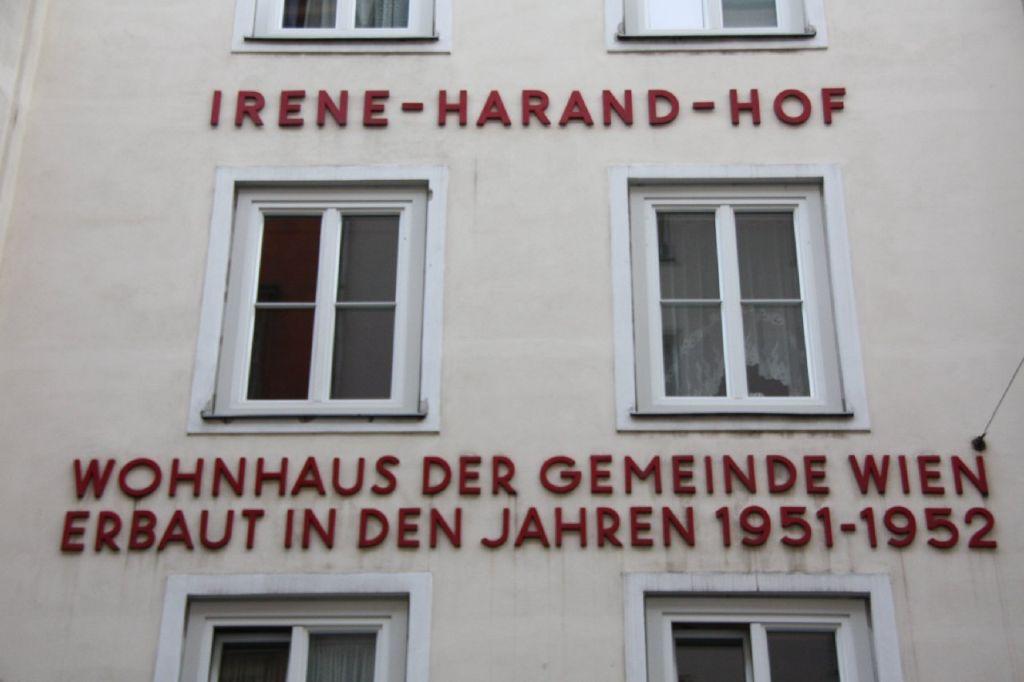 IRENE-HARAND-HOF
WOHNHAUS DER GEMEINDE WIEN
ERBAUT IN DEN JAHREN 1951-1952